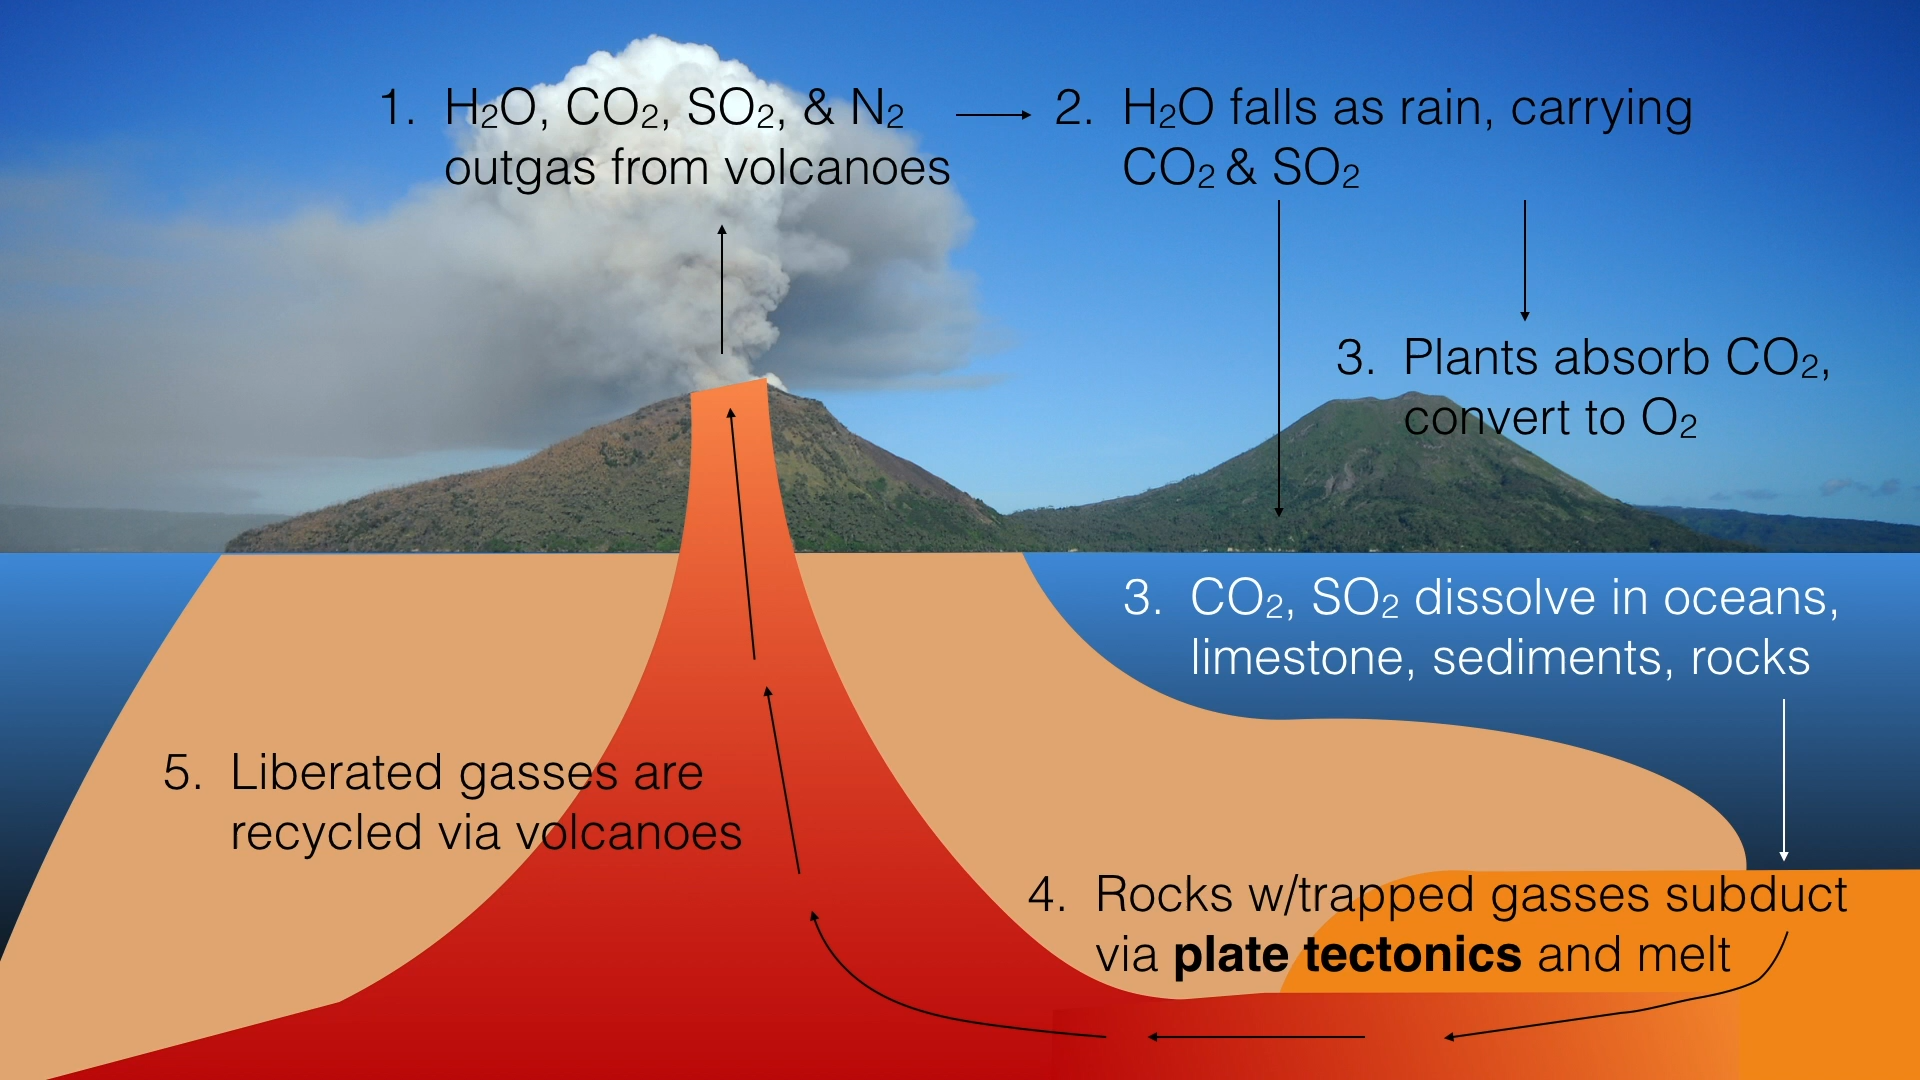 1. H₂O, CO₂, SO₂, & N₂
outgas from volcanoes
2. H₂O falls as rain, carrying
CO₂ & SO₂
3. Plants absorb CO₂,
convert to O₂
3. CO₂, SO₂ dissolve in oceans,
limestone, sediments, rocks
4. Rocks w/trapped gasses subduct
via plate tectonics and melt
5. Liberated gasses are
recycled via volcanoes